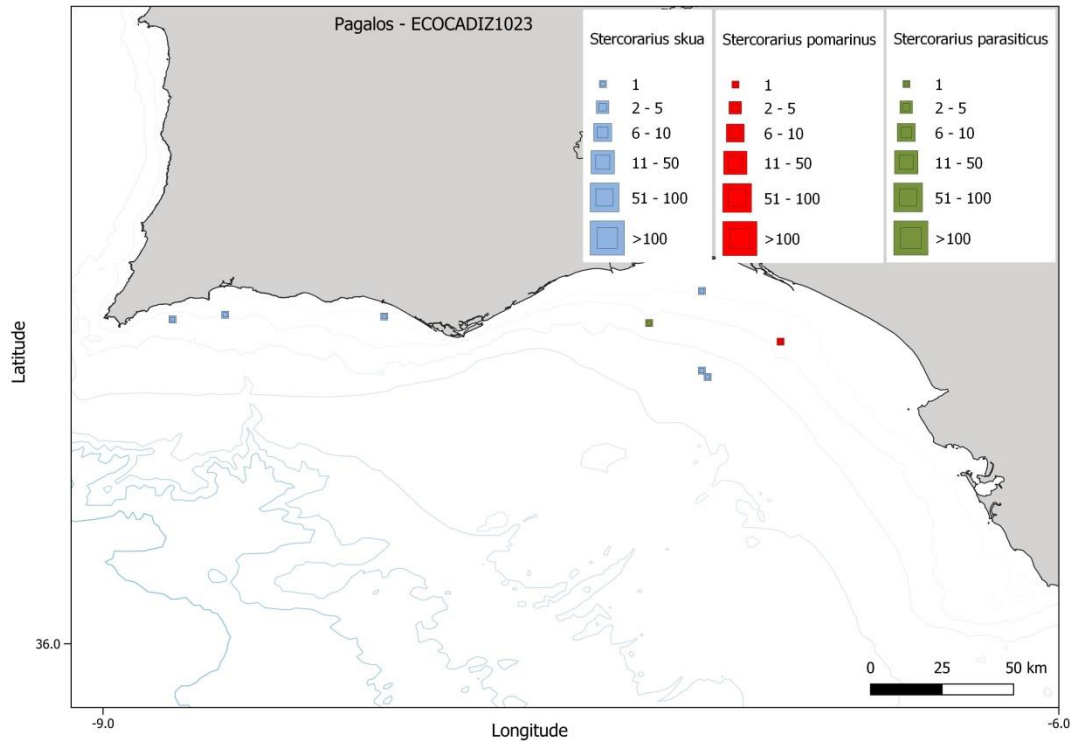 Pagalos - ECOCADIZ1023
Stercorarius skua
1
2 - 5
6 - 10
11 - 50
51 - 100
>100
Stercorarius pomarinus
1
2 - 5
6 - 10
11 - 50
51 - 100
>100
Stercorarius parasiticus
1
2 - 5
6 - 10
11 - 50
51 - 100
>100
Latitude
36.0
0 25 50 km
-9.0
Longitude
-6.0